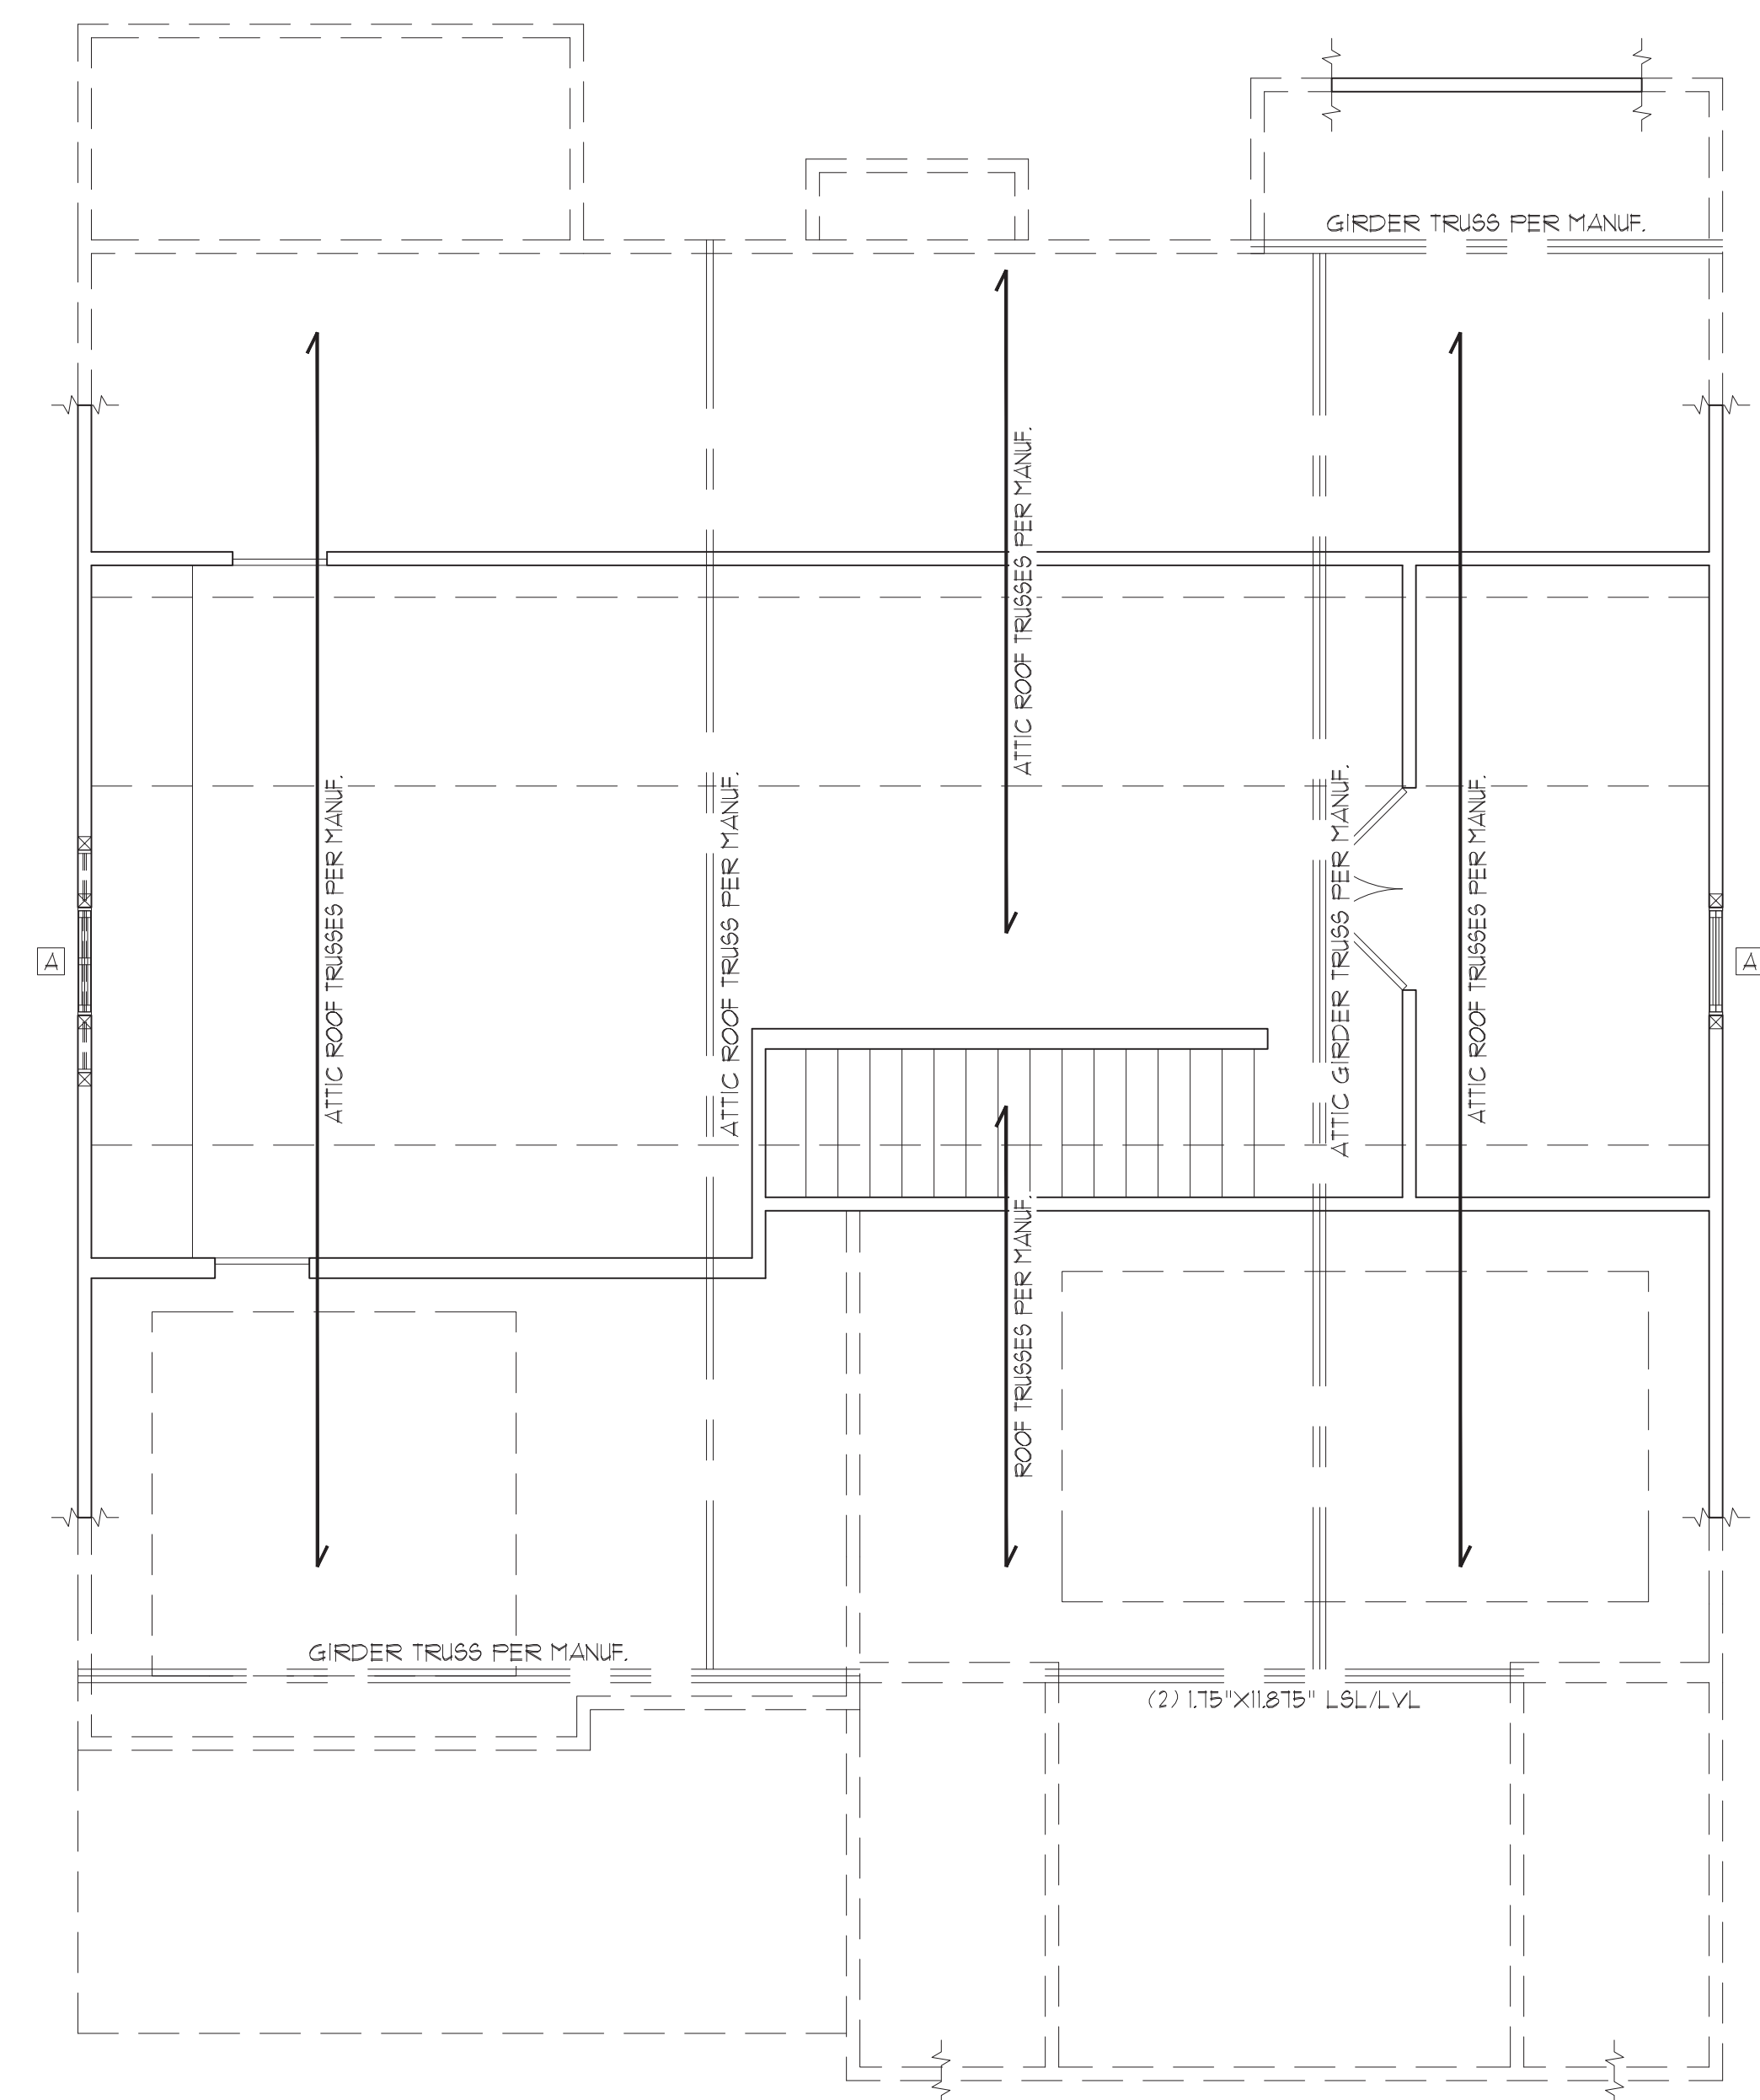 GIRDER TRUSS PER MANUF.
ATTIC ROOF TRUSSES PER MANUF.
ATTIC ROOF TRUSSES PER MANUF.
ATTIC ROOF TRUSS PER MANUF.
ATTIC GIRDER TRUSS PER MANUF.
ATTIC ROOF TRUSSES PER MANUF.
A
A
ROOF TRUSSES PER MANUF.
GIRDER TRUSS PER MANUF.
(2) 1.75"X11.875" LSL/LVL